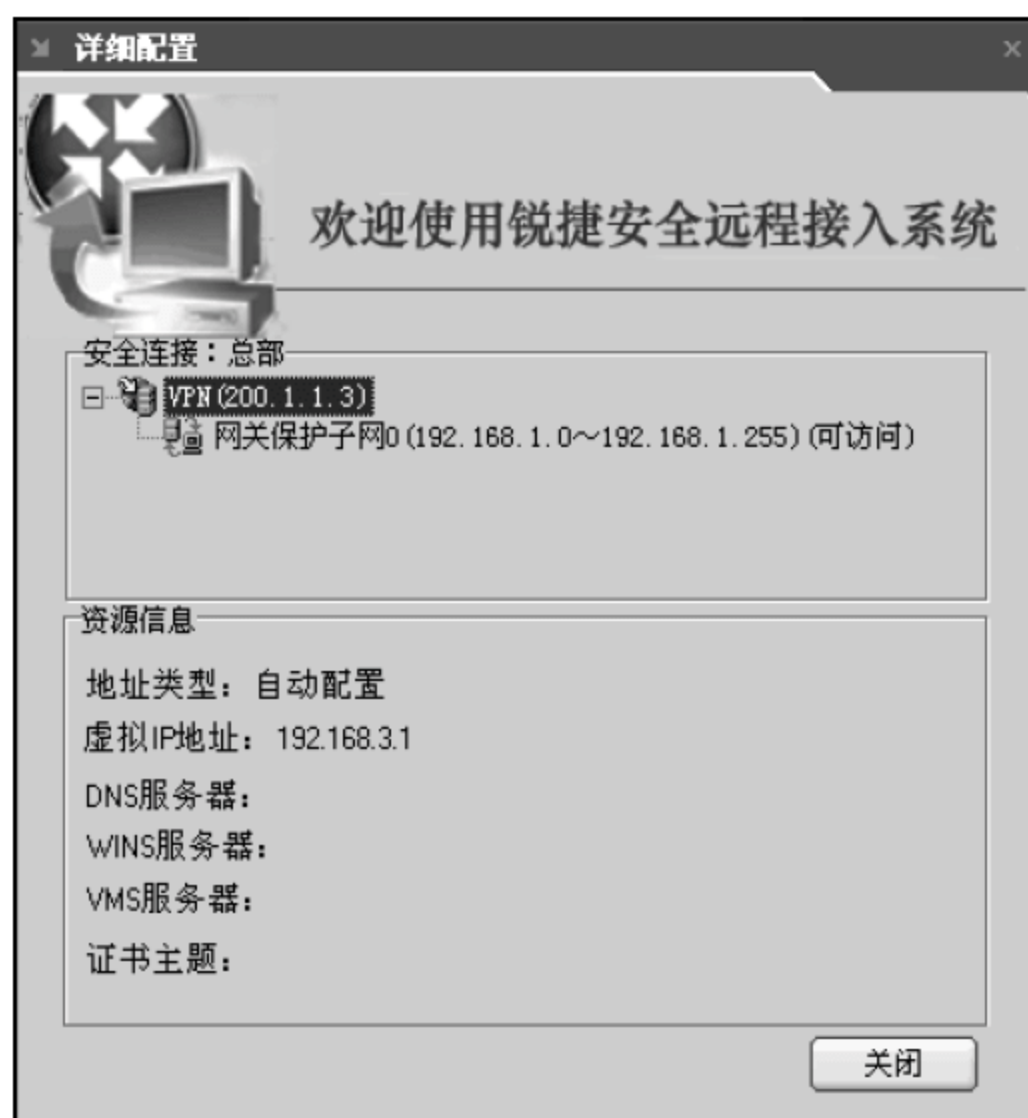 详细配置
欢迎使用锐捷安全远程接入系统
安全连接：总部
VPN(200.1.1.3)
网关保护子网0(192.168.1.0～192.168.1.255)(可访问)
资源信息
地址类型：自动配置
虚拟IP地址：192.168.3.1
DNS服务器：
WINS服务器：
VMS服务器：
证书主题：
关闭